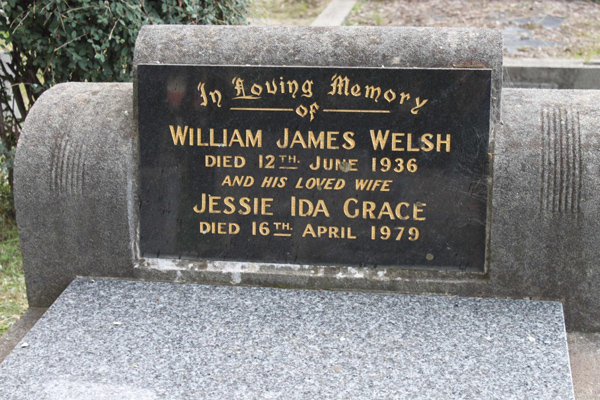 In Loving Memory
of
WILLIAM JAMES WELSH
DIED 12TH. JUNE 1936
AND HIS LOVED WIFE
JESSIE IDA GRACE
DIED 16TH. APRIL 1979